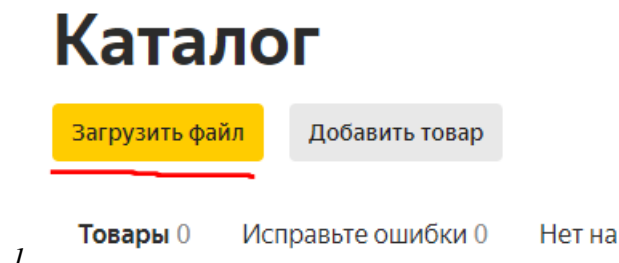 Каталог
Загрузить файл Добавить товар
Товары 0 Исправьте ошибки 0 Нет на
1